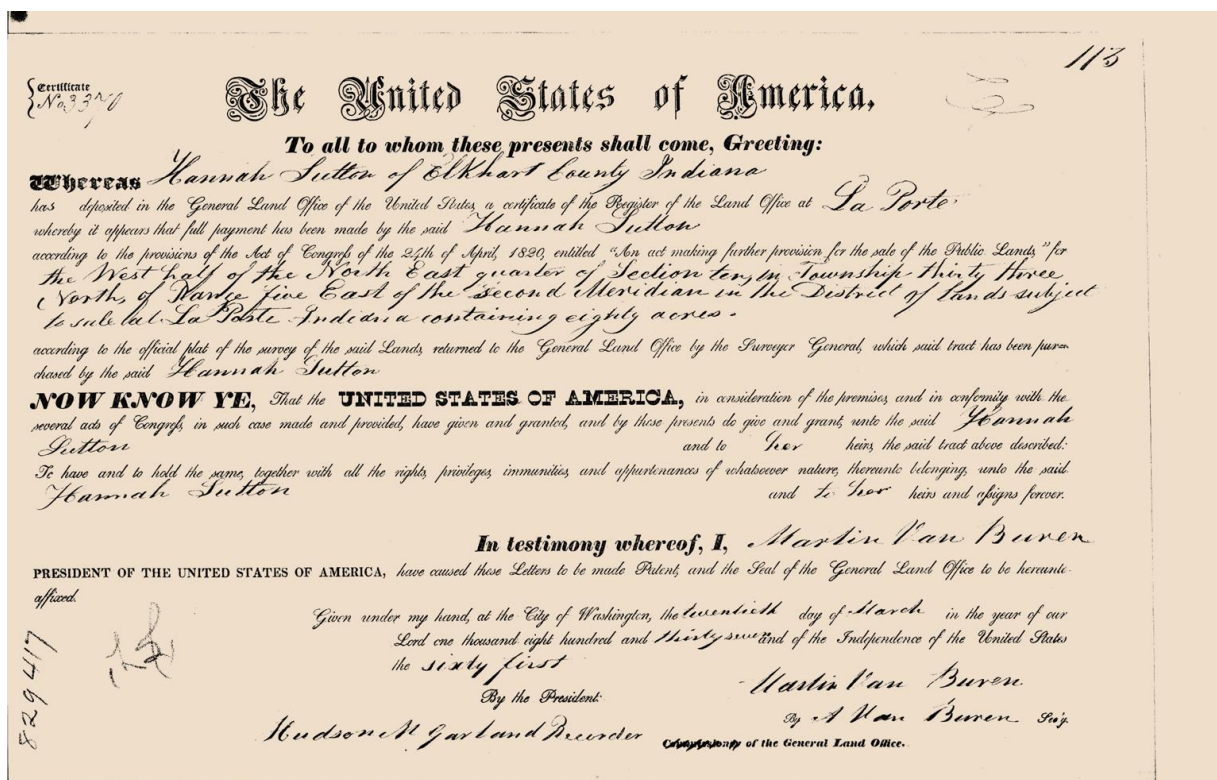 113
Certificate
No. 3370
The United States of America.
To all to whom these presents shall come, Greeting:
Whereas Hannah Sutton of Elkhart County Indiana
has deposited in the General Land Office of the United States, a certificate of the Register of the Land Office at La Porte
whereby it appears that full payment has been made by the said Hannah Sutton
according to the provisions of the Act of Congress of the 24th of April, 1820, entitled "An act making further provision for the sale of the Public Lands," for
the West half of the North East quarter of Section ten, in Township thirty three
North, of Range five East of the second Meridian in the District of lands subject
to sale at La Porte Indiana containing eighty acres.
according to the official plat of the survey of the said Lands, returned to the General Land Office by the Surveyor General, which said tract has been pur-
chased by the said Hannah Sutton
NOW KNOW YE, That the UNITED STATES OF AMERICA, in consideration of the premises, and in conformity with the
several acts of Congress, in such case made and provided, have given and granted, and by these presents do give and grant, unto the said Hannah
Sutton and to her heirs, the said tract above described:
To have and to hold the same, together with all the rights, privileges, immunities, and appurtenances of whatsoever nature, thereunto belonging, unto the said
Hannah Sutton and to her heirs and assigns forever.
In testimony whereof, I, Martin Van Buren
PRESIDENT OF THE UNITED STATES OF AMERICA, have caused these Letters to be made Patent, and the Seal of the General Land Office to be hereunto
affixed.
Given under my hand, at the City of Washington, the twentieth day of March in the year of our
Lord one thousand eight hundred and thirty seven and of the Independence of the United States
the sixty first
By the President: Martin Van Buren
By A Van Buren Sec'y.
Hudson M Garland Recorder of the General Land Office.
829417